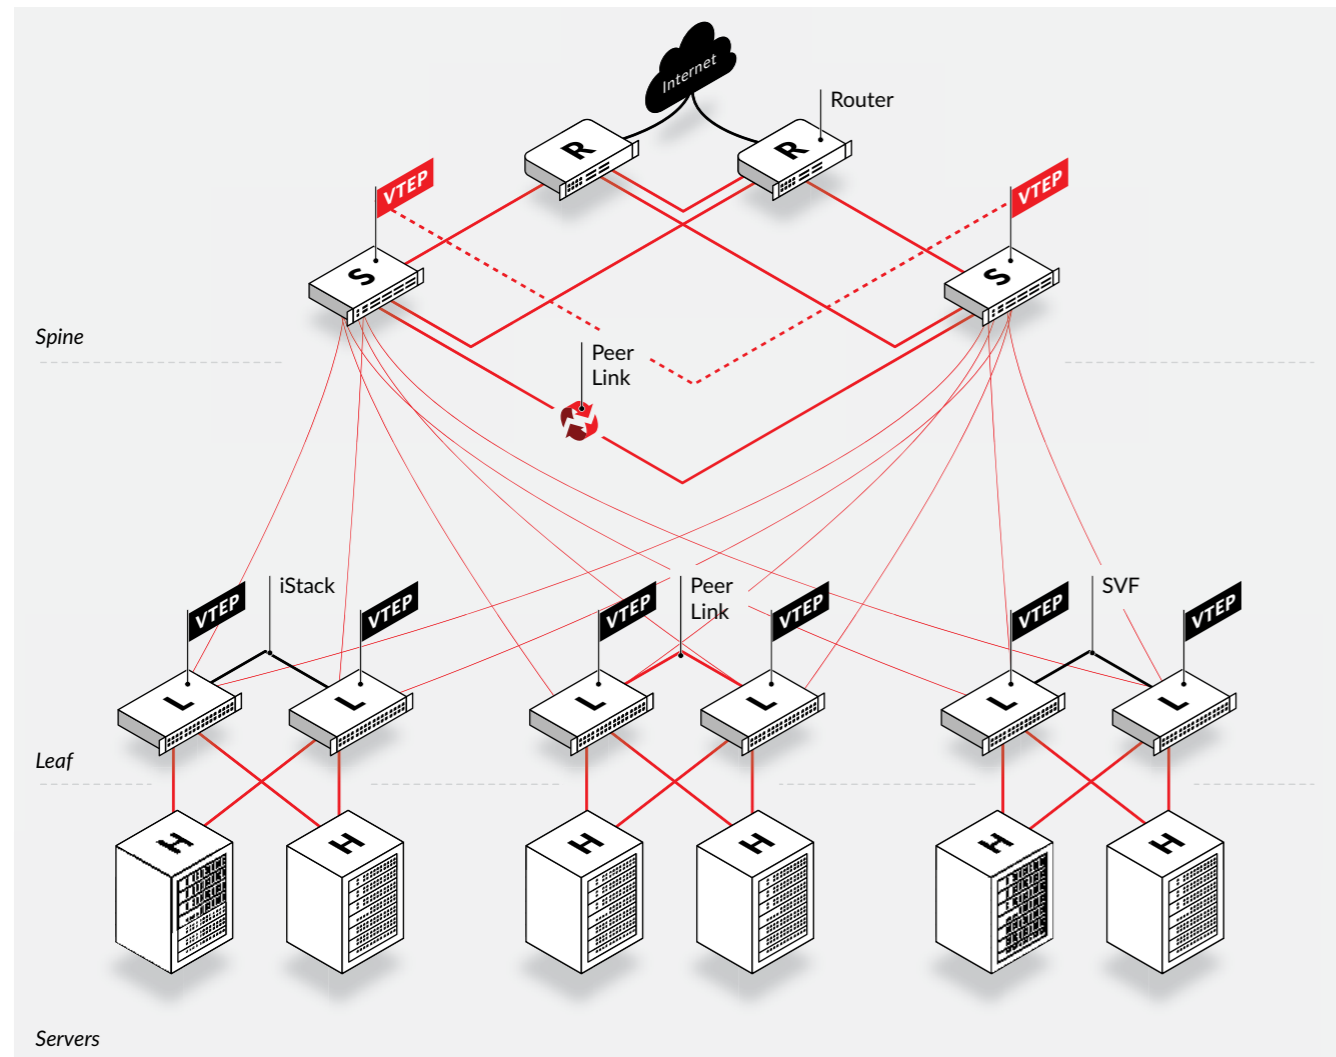 Internet
Router
R
R
VTEP
VTEP
S
S
Spine
Peer
Link
iStack
Peer
Link
SVF
VTEP
VTEP
VTEP
VTEP
VTEP
VTEP
L
L
L
L
L
L
Leaf
H
H
H
H
H
H
Servers